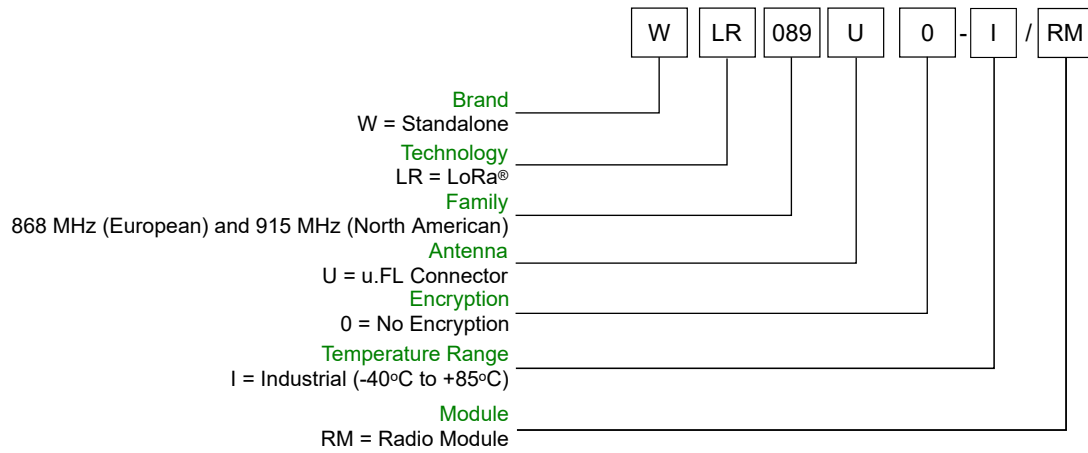 W LR 089 U 0 - I / RM
Brand
W = Standalone
Technology
LR = LoRa®
Family
868 MHz (European) and 915 MHz (North American)
Antenna
U = u.FL Connector
Encryption
0 = No Encryption
Temperature Range
I = Industrial (-40ºC to +85ºC)
Module
RM = Radio Module